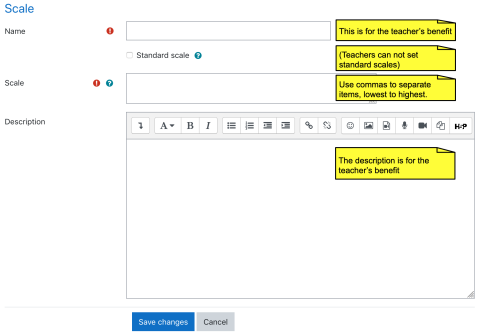 Scale
Name
This is for the teacher's benefit
Standard scale
(Teachers can not set
standard scales)
Scale
Use commas to separate
items, lowest to highest.
Description
A B I H5P
The description is for the
teacher's benefit
Save changes Cancel